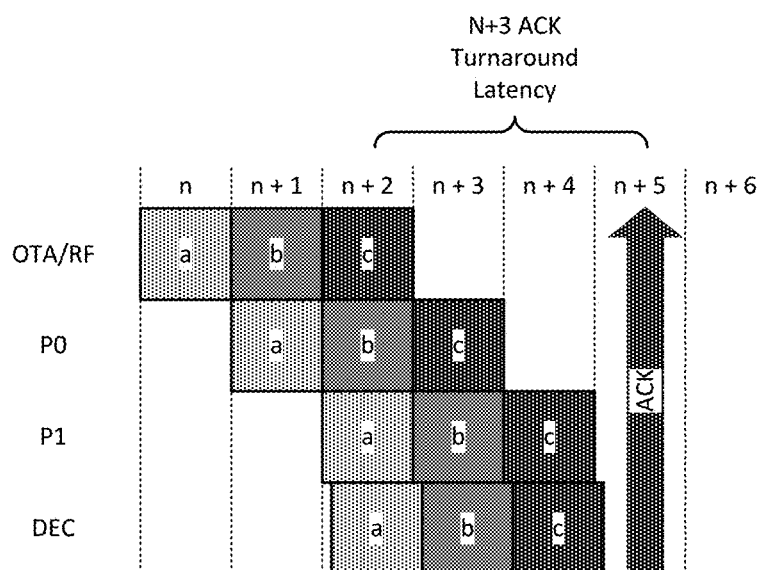 N+3 ACK
Turnaround
Latency
n n + 1 n + 2 n + 3 n + 4 n + 5 n + 6
OTA/RF a b c
P0 a b c
P1 a b c
ACK
DEC a b c